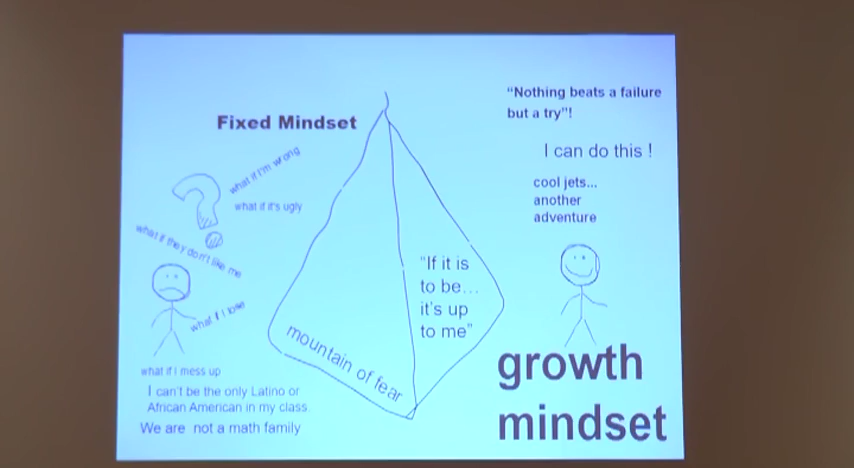 Fixed Mindset
what if I'm wrong
what if it's ugly
what if they don't like me
what if I lose
what if i mess up
I can't be the only Latino or
African American in my class
We are not a math family
mountain of fear
"If it is
to be...
it's up
to me"
"Nothing beats a failure
but a try"!
I can do this !
cool jets...
another
adventure
growth
mindset